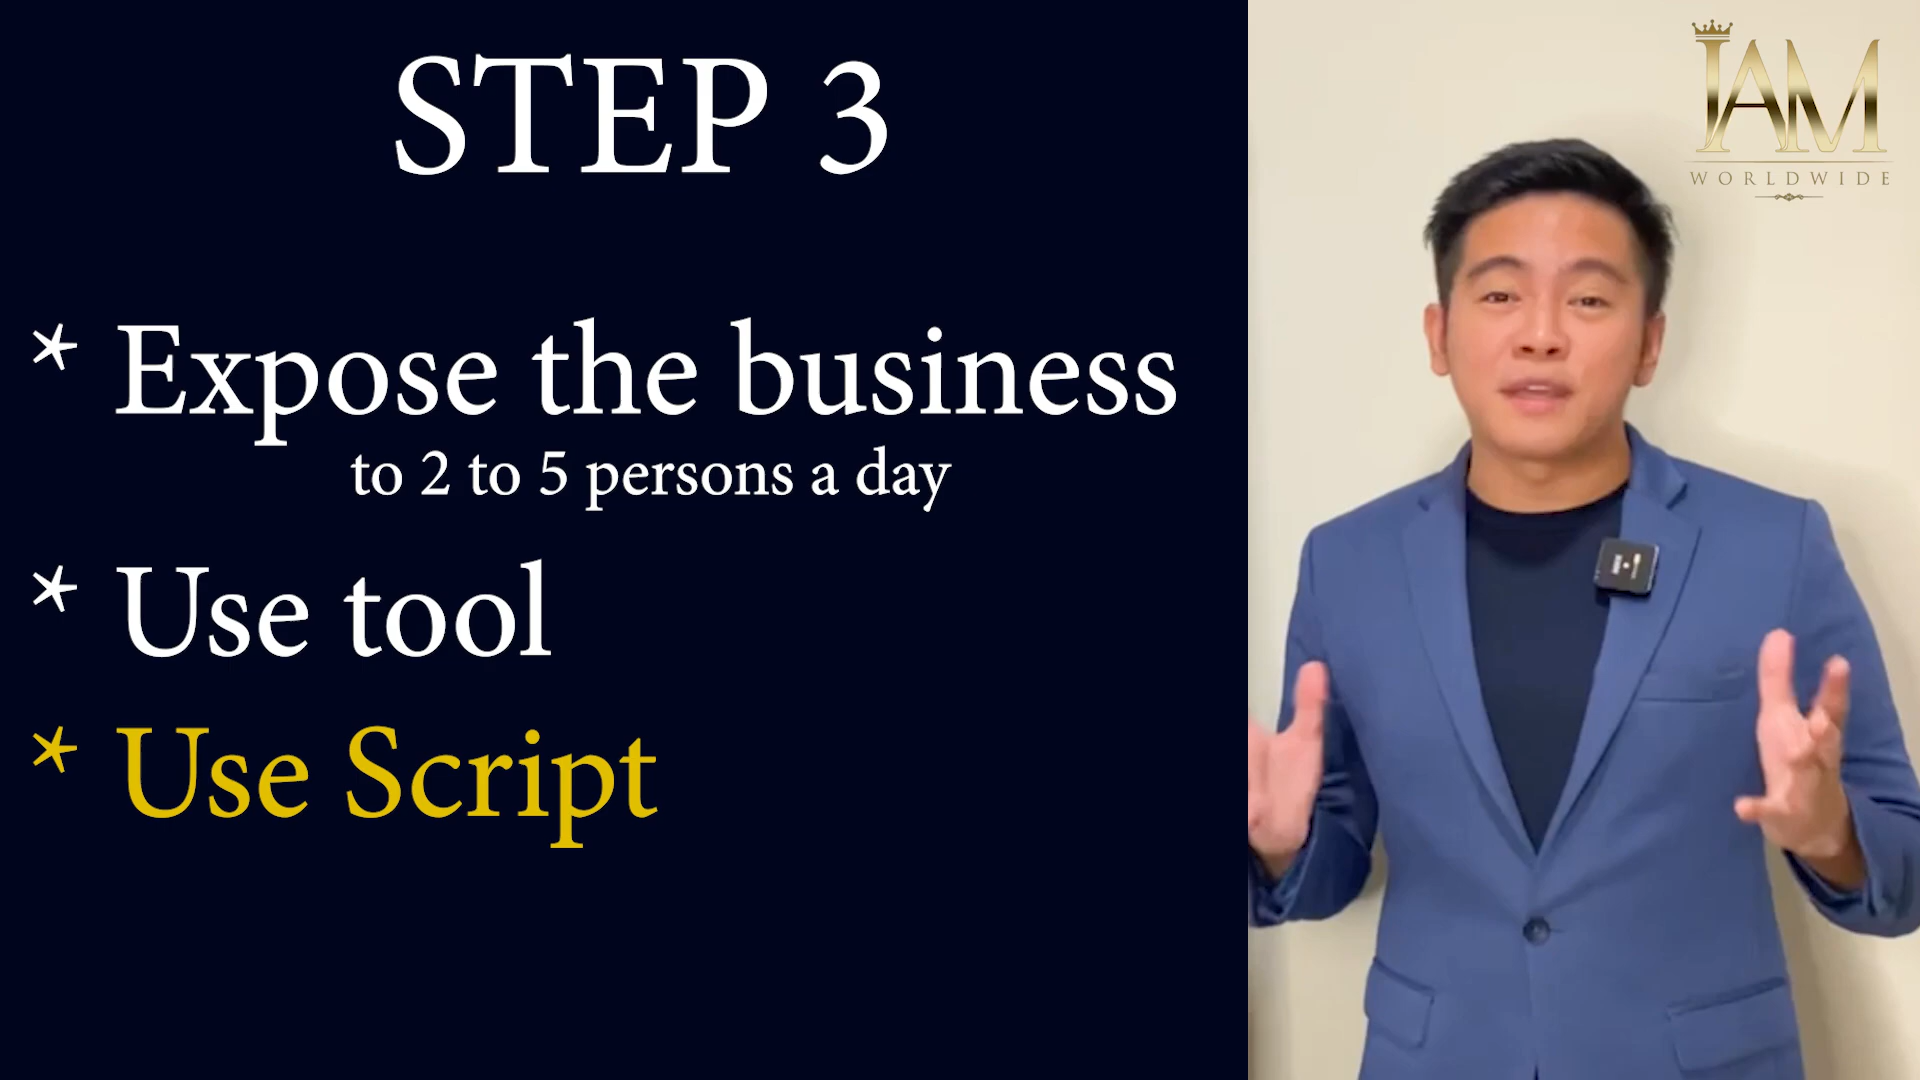 STEP 3
* Expose the business
to 2 to 5 persons a day
* Use tool
* Use Script
IAM
WORLDWIDE